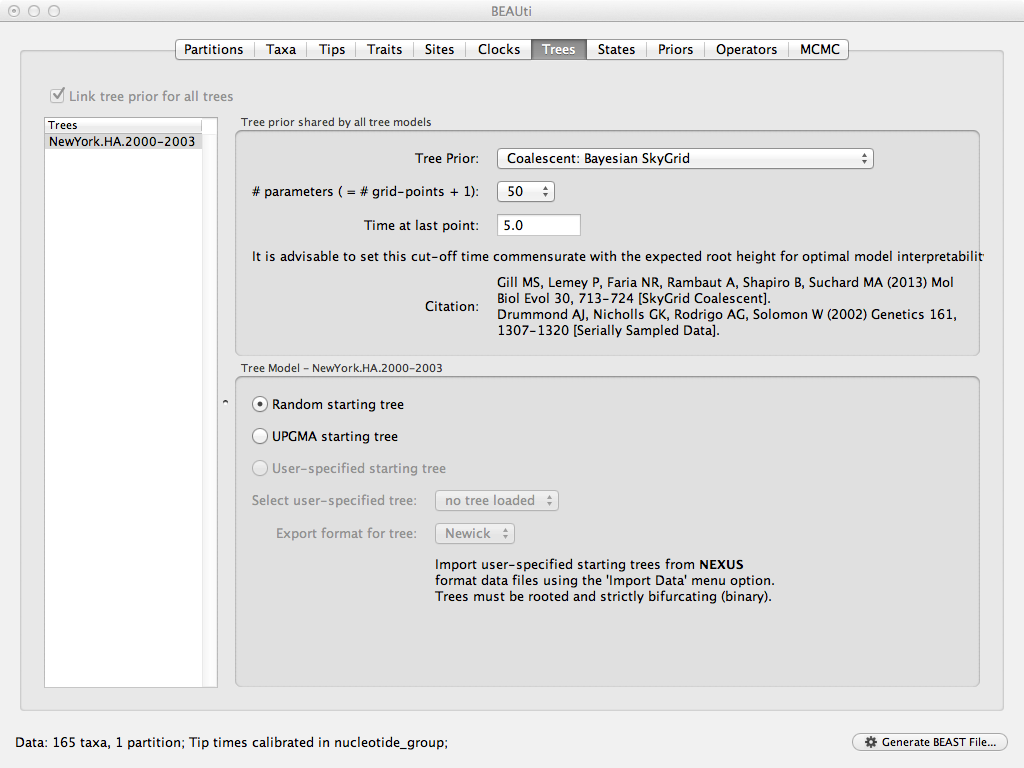 BEAUti
Partitions Taxa Tips Traits Sites Clocks Trees States Priors Operators MCMC
Link tree prior for all trees
Trees
NewYork.HA.2000-2003
Tree prior shared by all tree models
Tree Prior: Coalescent: Bayesian SkyGrid
# parameters ( = # grid-points + 1): 50
Time at last point: 5.0
It is advisable to set this cut-off time commensurate with the expected root height for optimal model interpretabilit
Citation:
Gill MS, Lemey P, Faria NR, Rambaut A, Shapiro B, Suchard MA (2013) Mol
Biol Evol 30, 713-724 [SkyGrid Coalescent].
Drummond AJ, Nicholls GK, Rodrigo AG, Solomon W (2002) Genetics 161,
1307-1320 [Serially Sampled Data].
Tree Model - NewYork.HA.2000-2003
Random starting tree
UPGMA starting tree
User-specified starting tree
Select user-specified tree: no tree loaded
Export format for tree: Newick
Import user-specified starting trees from NEXUS
format data files using the 'Import Data' menu option.
Trees must be rooted and strictly bifurcating (binary).
Data: 165 taxa, 1 partition; Tip times calibrated in nucleotide_group;
Generate BEAST File...